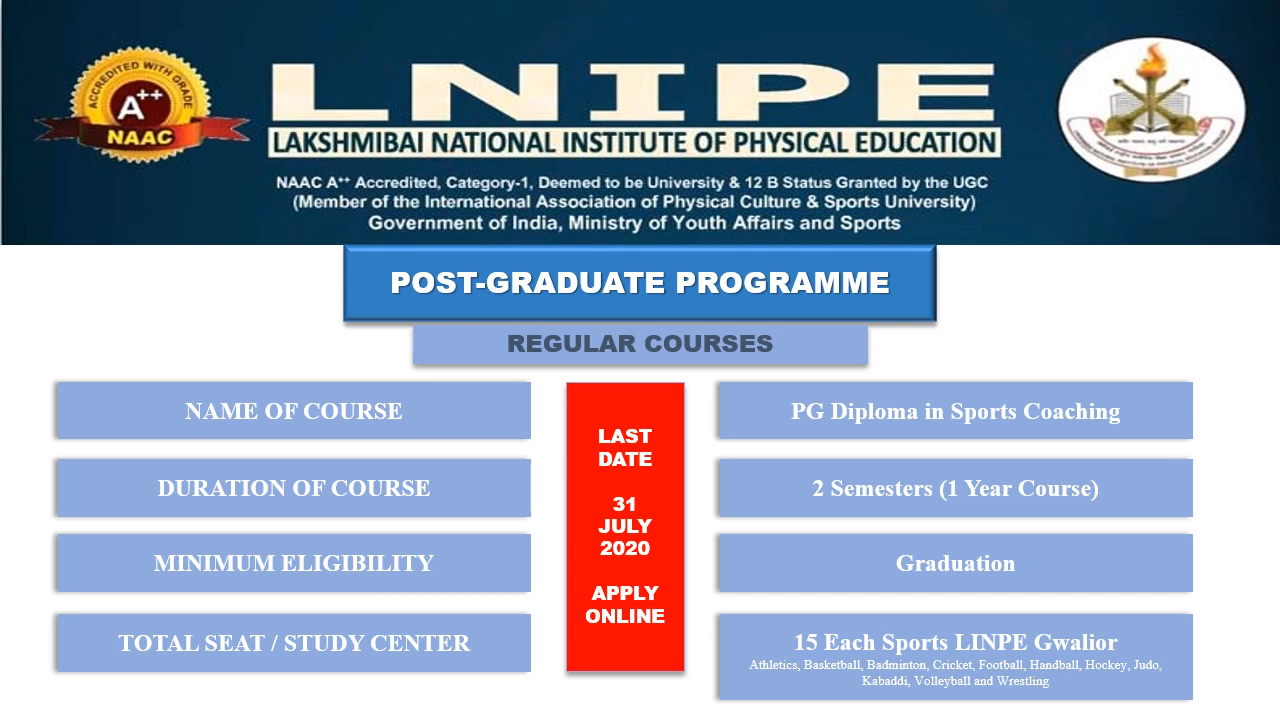 ACCREDITED WITH GRADE
A++
NAAC
LNIPE
LAKSHMIBAI NATIONAL INSTITUTE OF PHYSICAL EDUCATION
NAAC A++ Accredited, Category-1, Deemed to be University & 12 B Status Granted by the UGC
(Member of the International Association of Physical Culture & Sports University)
Government of India, Ministry of Youth Affairs and Sports
POST-GRADUATE PROGRAMME
REGULAR COURSES
NAME OF COURSE
PG Diploma in Sports Coaching
DURATION OF COURSE
2 Semesters (1 Year Course)
MINIMUM ELIGIBILITY
Graduation
TOTAL SEAT / STUDY CENTER
15 Each Sports LINPE Gwalior
Athletics, Basketball, Badminton, Cricket, Football, Handball, Hockey, Judo,
Kabaddi, Volleyball and Wrestling
LAST
DATE
31
JULY
2020
APPLY
ONLINE